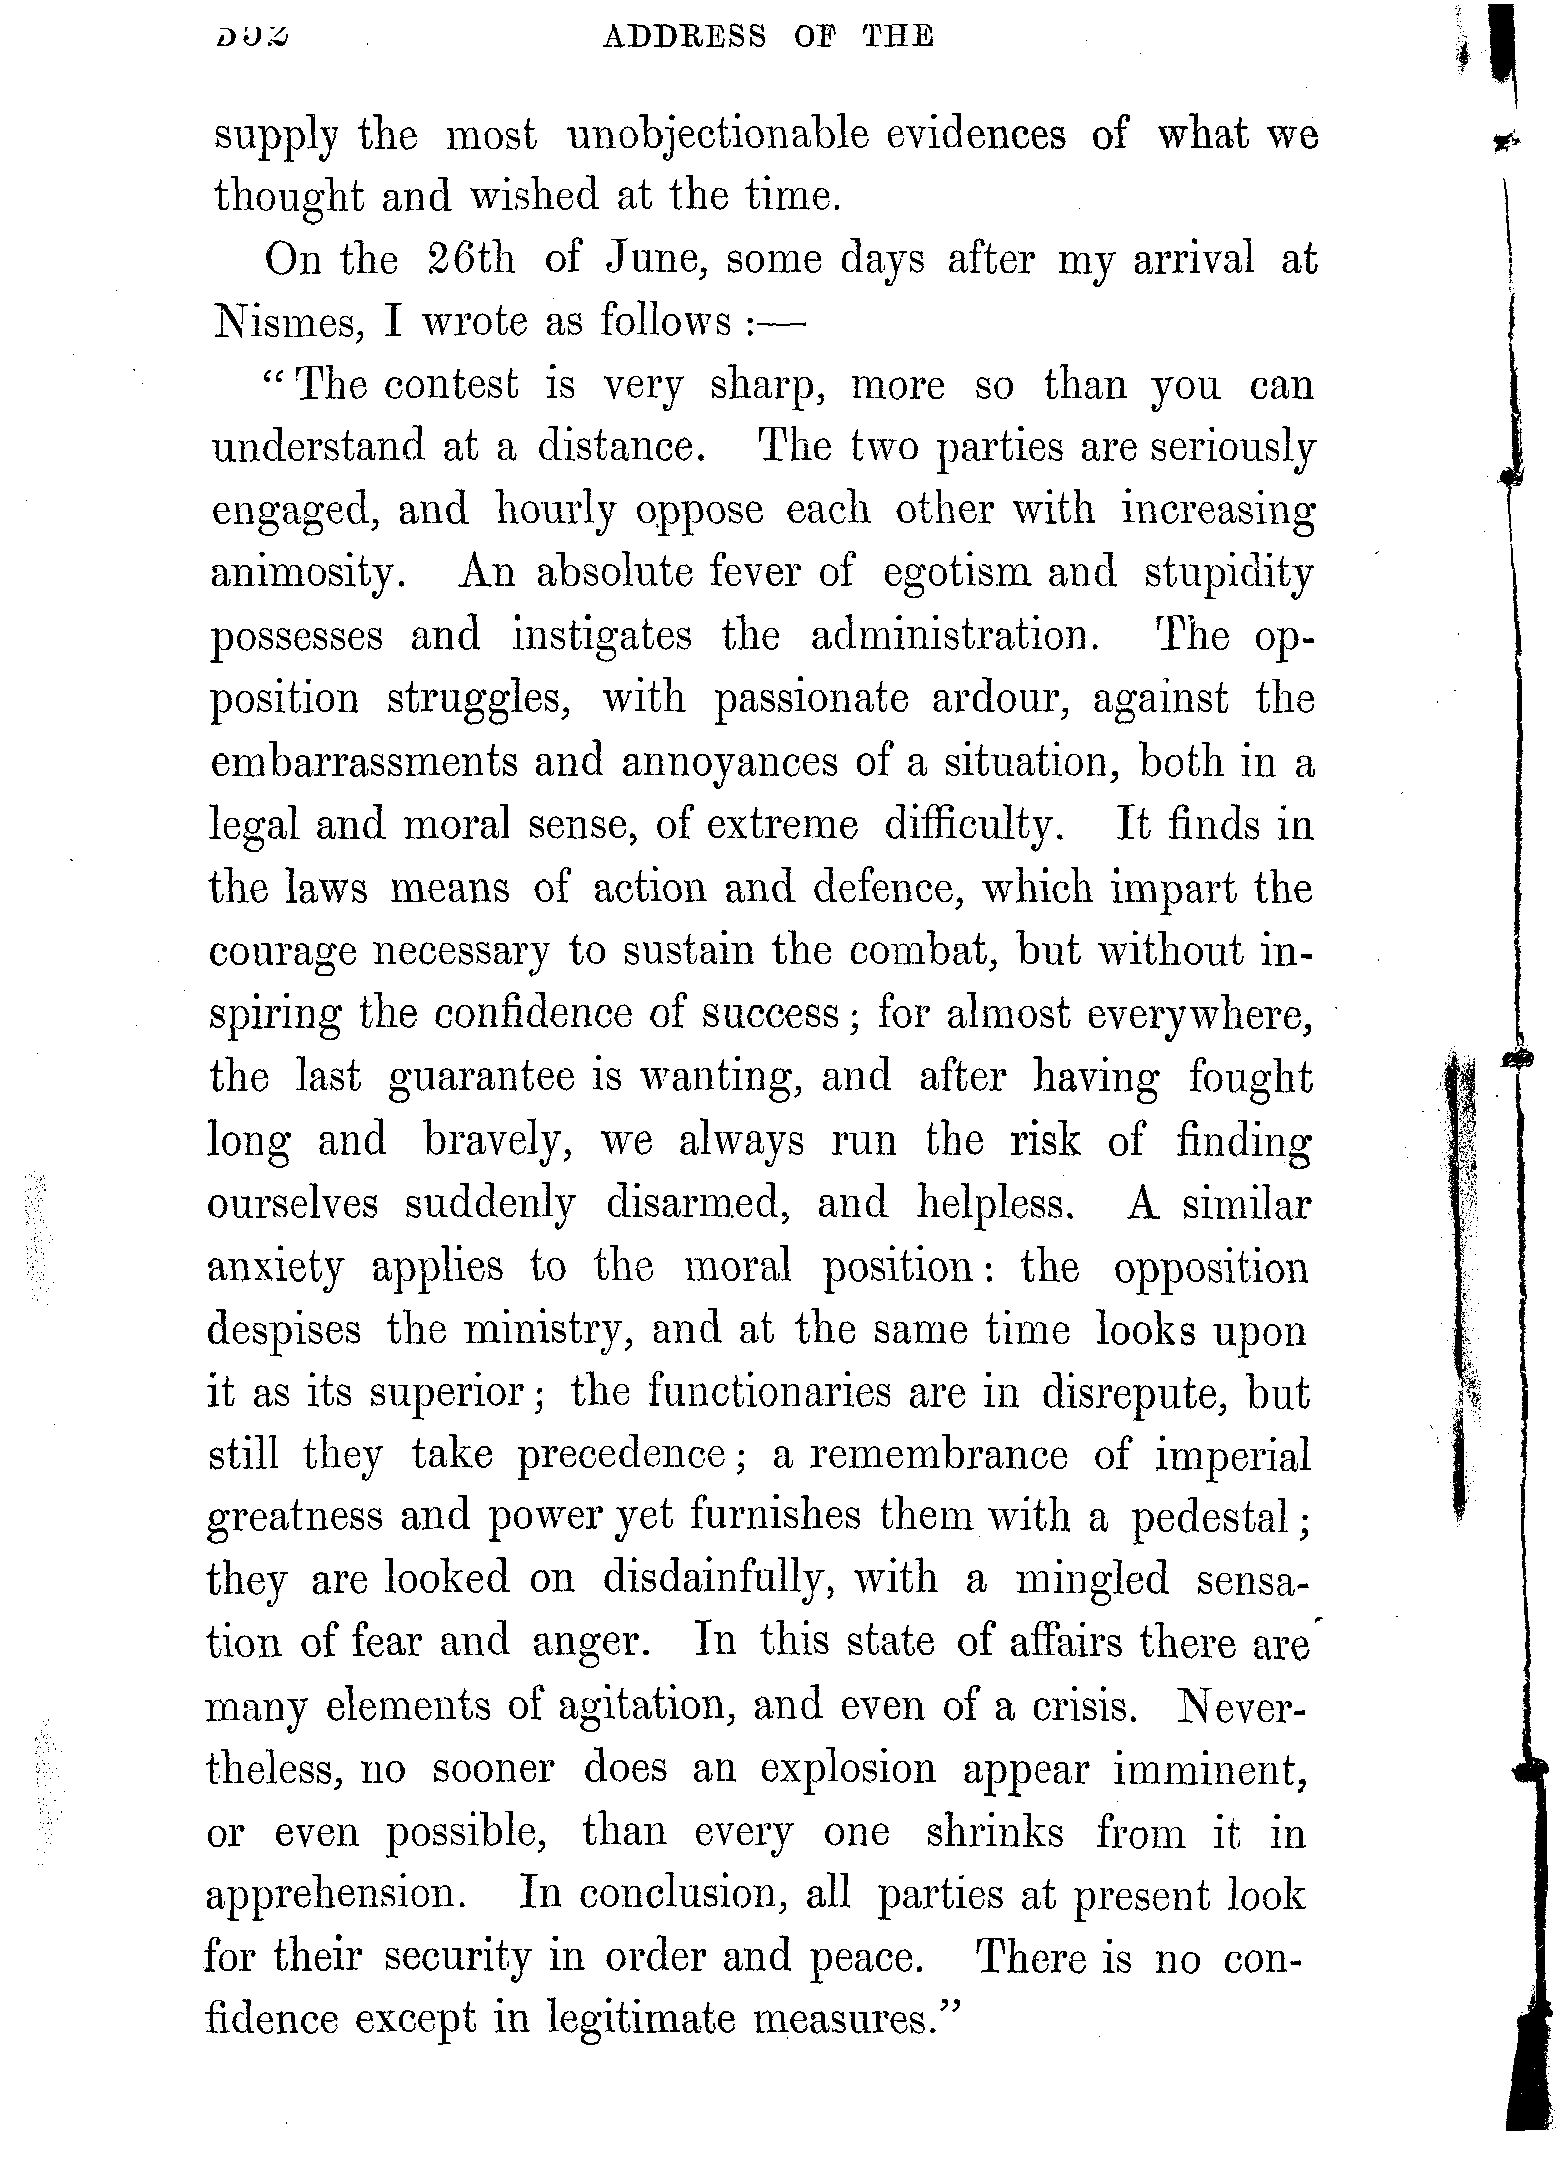 ADDRESS OF THE
supply the most unobjectionable evidences of what we
thought and wished at the time.
On the 26th of June, some days after my arrival at
Nismes, I wrote as follows :—
“ The contest is very sharp, more so than you can
understand at a distance. The two parties are seriously
engaged, and hourly oppose each other with increasing
animosity. An absolute fever of egotism and stupidity
possesses and instigates the administration. The op-
position struggles, with passionate ardour, against the
embarrassments and annoyances of a situation, both in a
legal and moral sense, of extreme difficulty. It finds in
the laws means of action and defence, which impart the
courage necessary to sustain the combat, but without in-
spiring the confidence of success ; for almost everywhere,
the last guarantee is wanting, and after having fought
long and bravely, we always run the risk of finding
ourselves suddenly disarmed, and helpless. A similar
anxiety applies to the moral position : the opposition
despises the ministry, and at the same time looks upon
it as its superior ; the functionaries are in disrepute, but
still they take precedence ; a remembrance of imperial
greatness and power yet furnishes them with a pedestal ;
they are looked on disdainfully, with a mingled sensa-
tion of fear and anger. In this state of affairs there are
many elements of agitation, and even of a crisis. Never-
theless, no sooner does an explosion appear imminent,
or even possible, than every one shrinks from it in
apprehension. In conclusion, all parties at present look
for their security in order and peace. There is no con-
fidence except in legitimate measures.”